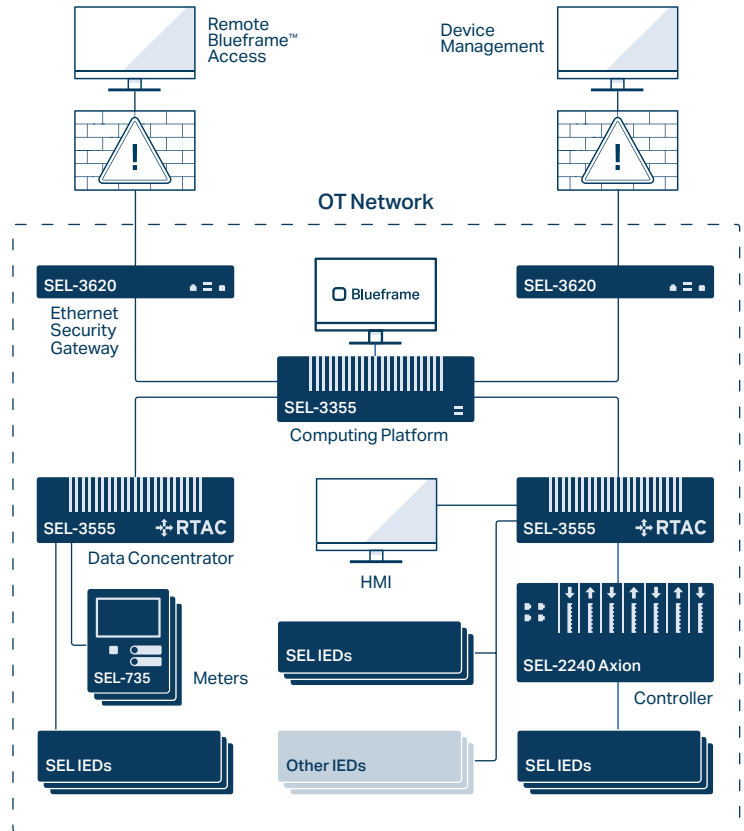 Remote
Blueframe™
Access
Device
Management
!
!
OT Network
SEL-3620
SEL-3620
Ethernet
Security
Gateway
Blueframe
SEL-3355
Computing Platform
SEL-3555
RTAC
SEL-3555
RTAC
Data Concentrator
HMI
SEL-735
Meters
SEL IEDs
SEL-2240 Axion
Controller
SEL IEDs
Other IEDs
SEL IEDs